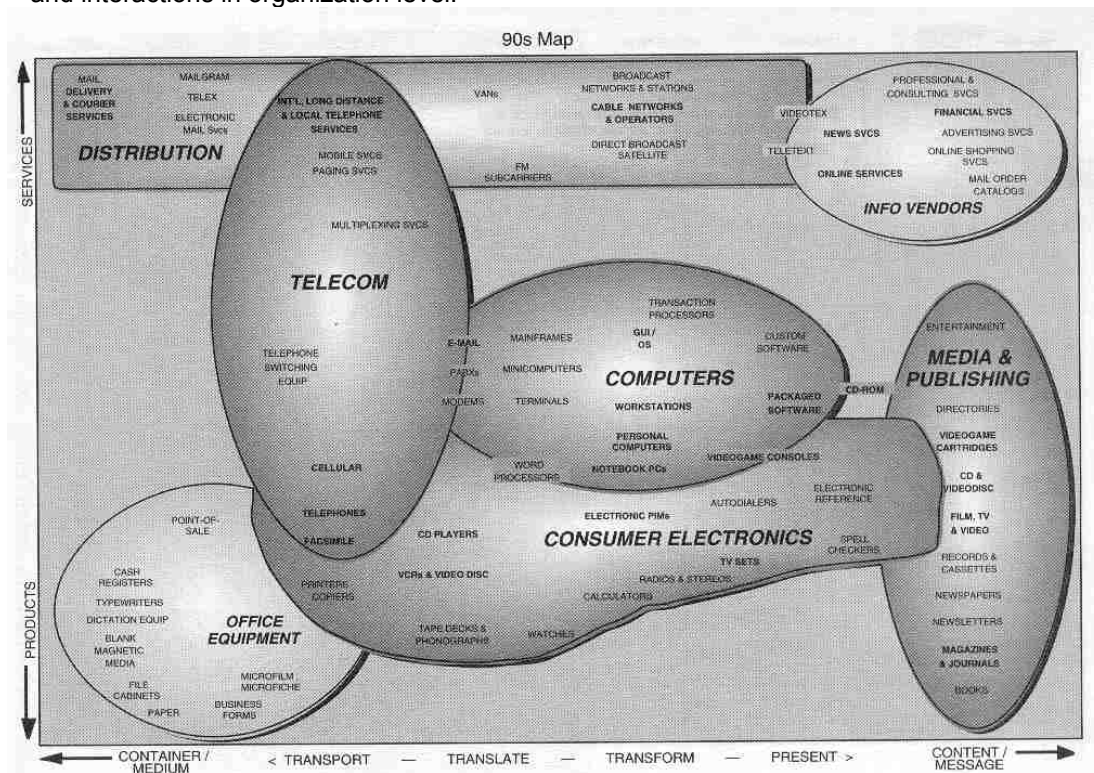 and interactions in organization level.
90s Map
MAIL
DELIVERY
& COURIER
SERVICES
MAILGRAM
TELEX
ELECTRONIC
MAIL Svcs
DISTRIBUTION
INT'L, LONG DISTANCE
& LOCAL TELEPHONE
SERVICES
MOBILE SVCS
PAGING SVCS
VANs
FM
SUBCARRIERS
BROADCAST
NETWORKS & STATIONS
CABLE NETWORKS
& OPERATORS
DIRECT BROADCAST
SATELLITE
VIDEOTEX
TELETEXT
PROFESSIONAL &
CONSULTING SVCS
FINANCIAL SVCS
NEWS SVCS
ADVERTISING SVCS
ONLINE SHOPPING
SVCS
ONLINE SERVICES
MAIL ORDER
CATALOGS
INFO VENDORS
MULTIPLEXING SVCS
TELECOM
TELEPHONE
SWITCHING
EQUIP
E-MAIL
PABXs
MODEMS
CELLULAR
TELEPHONES
FACSIMILE
TRANSACTION
PROCESSORS
MAINFRAMES
GUI /
OS
CUSTOM
SOFTWARE
MINICOMPUTERS
COMPUTERS
TERMINALS
WORKSTATIONS
PACKAGED
SOFTWARE
CD-ROM
PERSONAL
COMPUTERS
WORD
PROCESSORS
NOTEBOOK PCs
VIDEOGAME CONSOLES
ENTERTAINMENT
MEDIA &
PUBLISHING
DIRECTORIES
VIDEOGAME
CARTRIDGES
CD &
VIDEODISC
FILM, TV
& VIDEO
RECORDS &
CASSETTES
NEWSPAPERS
NEWSLETTERS
MAGAZINES
& JOURNALS
BOOKS
AUTODIALERS
ELECTRONIC
REFERENCE
ELECTRONIC PIMs
CD PLAYERS
CONSUMER ELECTRONICS
SPELL
CHECKERS
TV SETS
VCRs & VIDEO DISC
RADIOS & STEREOS
CALCULATORS
TAPE DECKS &
PHONOGRAPHS
WATCHES
POINT-OF-
SALE
PRINTERS
COPIERS
CASH
REGISTERS
TYPEWRITERS
DICTATION EQUIP
OFFICE
EQUIPMENT
BLANK
MAGNETIC
MEDIA
FILE
CABINETS
MICROFILM
MICROFICHE
PAPER
BUSINESS
FORMS
SERVICES
PRODUCTS
CONTAINER /
MEDIUM
< TRANSPORT — TRANSLATE — TRANSFORM — PRESENT >
CONTENT /
MESSAGE